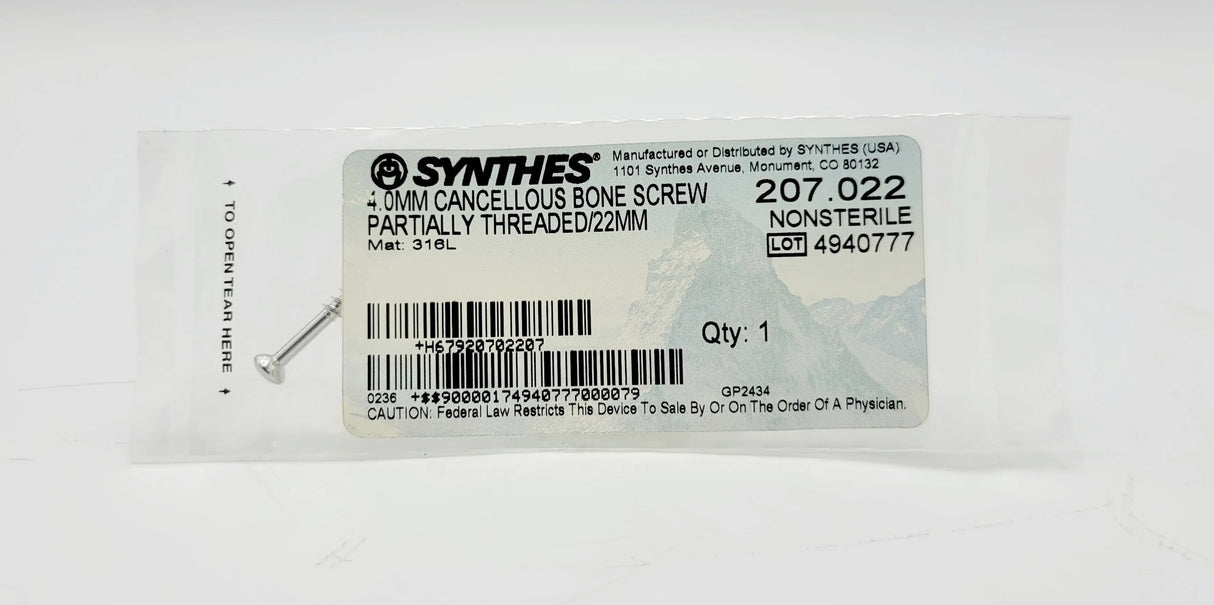 ↑ TO OPEN TEAR HERE ↑
SYNTHES®
Manufactured or Distributed by SYNTHES (USA)
1101 Synthes Avenue, Monument, CO 80132
4.0MM CANCELLOUS BONE SCREW
PARTIALLY THREADED/22MM
Mat: 316L
207.022
NONSTERILE
LOT 4940777
+H67920702207
Qty: 1
0236 +$$90000174940777000079
GP2434
CAUTION: Federal Law Restricts This Device To Sale By Or On The Order Of A Physician.